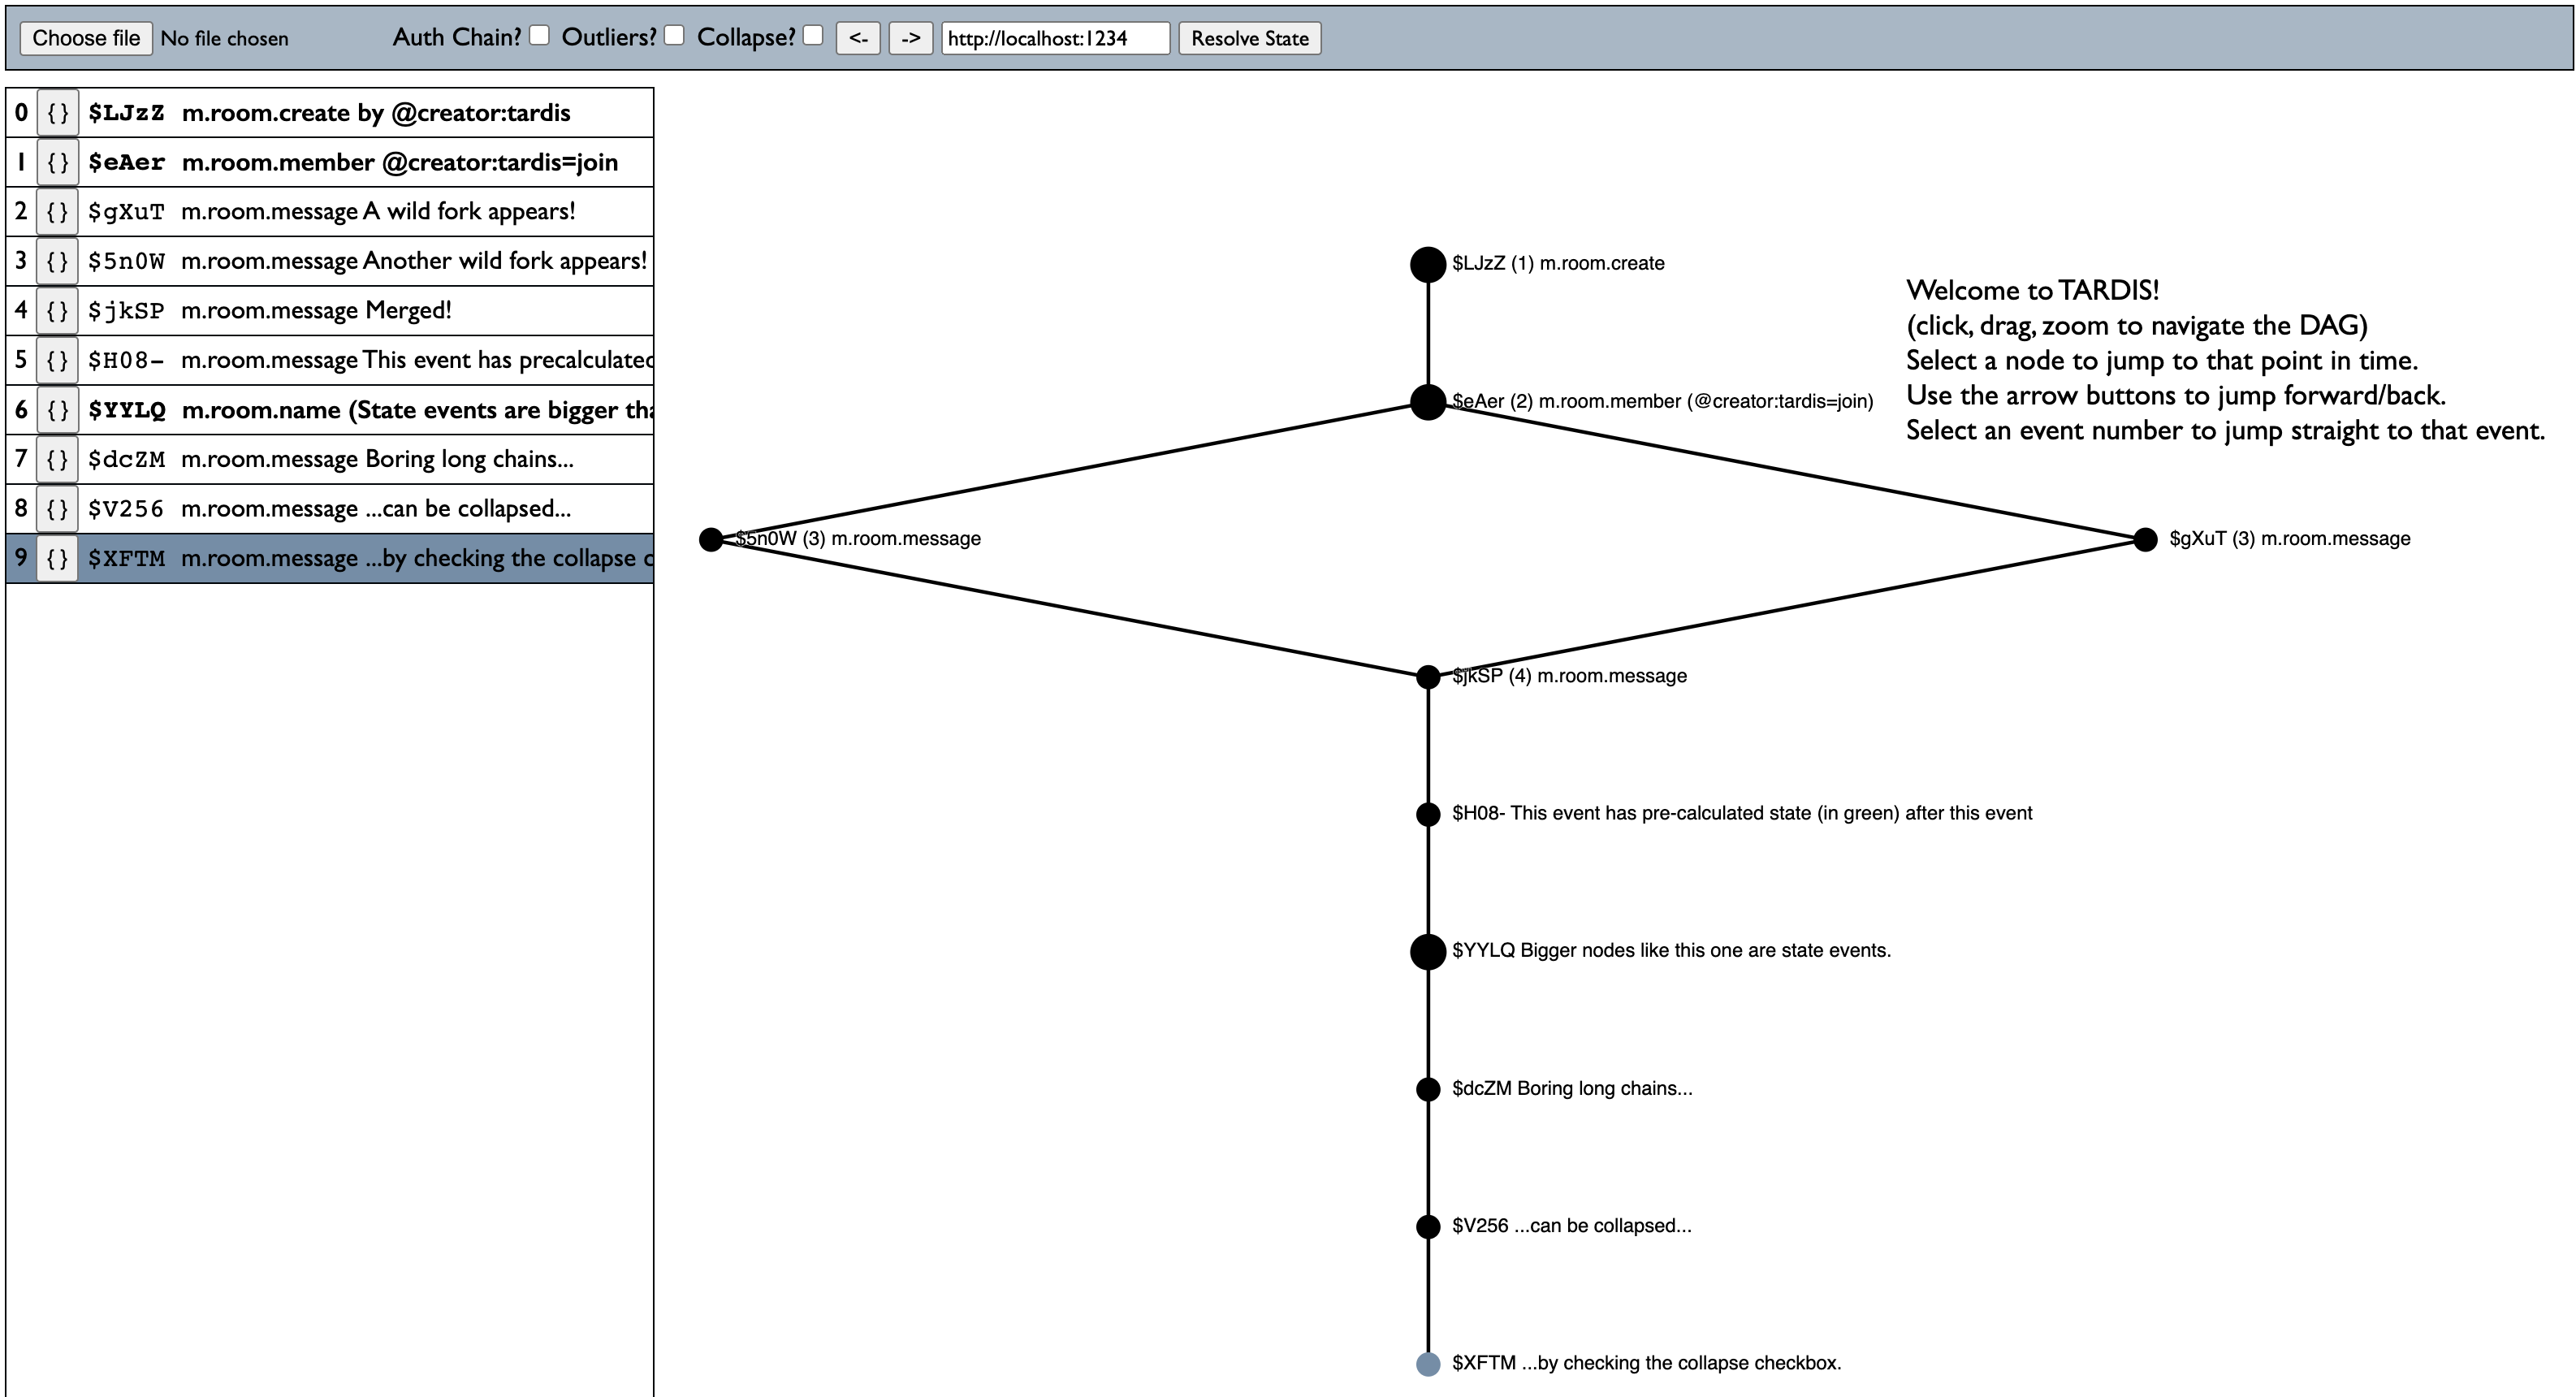 Choose file No file chosen Auth Chain? Outliers? Collapse? <- -> http://localhost:1234 Resolve State
0 {} $LJzZ m.room.create by @creator:tardis
1 {} $eAer m.room.member @creator:tardis=join
2 {} $gXuT m.room.message A wild fork appears!
3 {} $5n0W m.room.message Another wild fork appears!
4 {} $jkSP m.room.message Merged!
5 {} $H08- m.room.message This event has precalculated
6 {} $YYLQ m.room.name (State events are bigger tha
7 {} $dcZM m.room.message Boring long chains...
8 {} $V256 m.room.message ...can be collapsed...
9 {} $XFTM m.room.message ...by checking the collapse c
$LJzZ (1) m.room.create
$eAer (2) m.room.member (@creator:tardis=join)
Welcome to TARDIS!
(click, drag, zoom to navigate the DAG)
Select a node to jump to that point in time.
Use the arrow buttons to jump forward/back.
Select an event number to jump straight to that event.
$5n0W (3) m.room.message
$gXuT (3) m.room.message
$jkSP (4) m.room.message
$H08- This event has pre-calculated state (in green) after this event
$YYLQ Bigger nodes like this one are state events.
$dcZM Boring long chains...
$V256 ...can be collapsed...
$XFTM ...by checking the collapse checkbox.